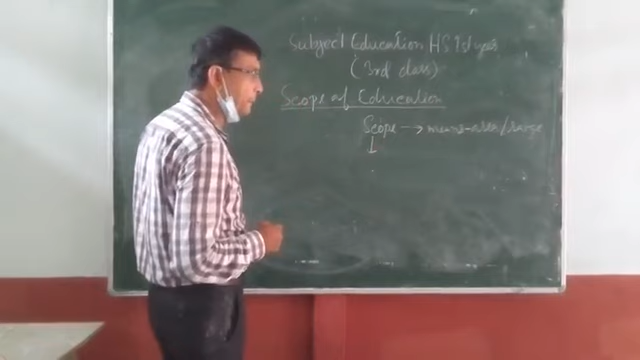 Subject Education HS 1st year
(3rd class)
Scope of Education
Scope → means - area/range
↓